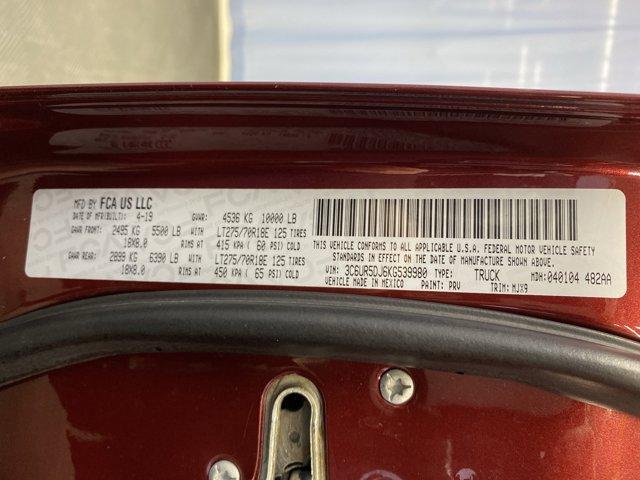 MFD BY FCA US LLC
DATE OF MFR(BUILT): 4-19 GVWR: 4536 KG 10000 LB
GAWR FRONT: 2495 KG 5500 LB WITH LT275/70R18E 125 TIRES
18X8.0 RIMS AT 415 KPA ( 60 PSI) COLD
GAWR REAR: 2899 KG 6390 LB WITH LT275/70R18E 125 TIRES
18X8.0 RIMS AT 450 KPA ( 65 PSI) COLD
THIS VEHICLE CONFORMS TO ALL APPLICABLE U.S.A. FEDERAL MOTOR VEHICLE SAFETY
STANDARDS IN EFFECT ON THE DATE OF MANUFACTURE SHOWN ABOVE.
VIN: 3C6UR5DJ6KG539980 TYPE: TRUCK MDH: 040104 482AA
VEHICLE MADE IN MEXICO PAINT: PRV TRIM: MJX9